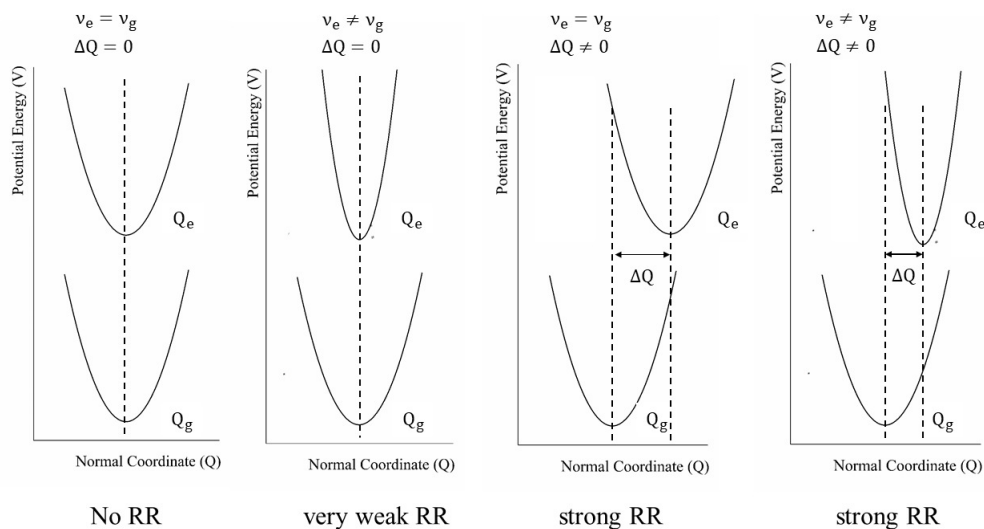 νe = νg
ΔQ = 0
Potential Energy (V)
Qe
Qg
Normal Coordinate (Q)
No RR
νe ≠ νg
ΔQ = 0
Potential Energy (V)
Qe
Qg
Normal Coordinate (Q)
very weak RR
νe = νg
ΔQ ≠ 0
Potential Energy (V)
Qe
ΔQ
Qg
Normal Coordinate (Q)
strong RR
νe ≠ νg
ΔQ ≠ 0
Potential Energy (V)
Qe
ΔQ
Qg
Normal Coordinate (Q)
strong RR